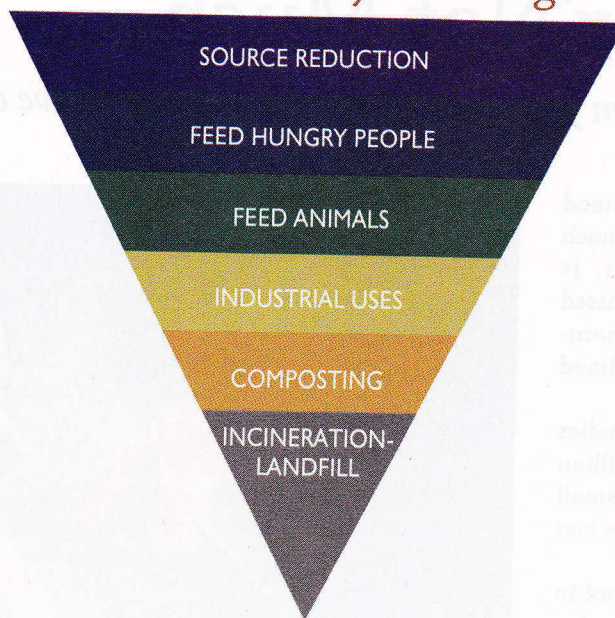 SOURCE REDUCTION
FEED HUNGRY PEOPLE
FEED ANIMALS
INDUSTRIAL USES
COMPOSTING
INCINERATION-
LANDFILL